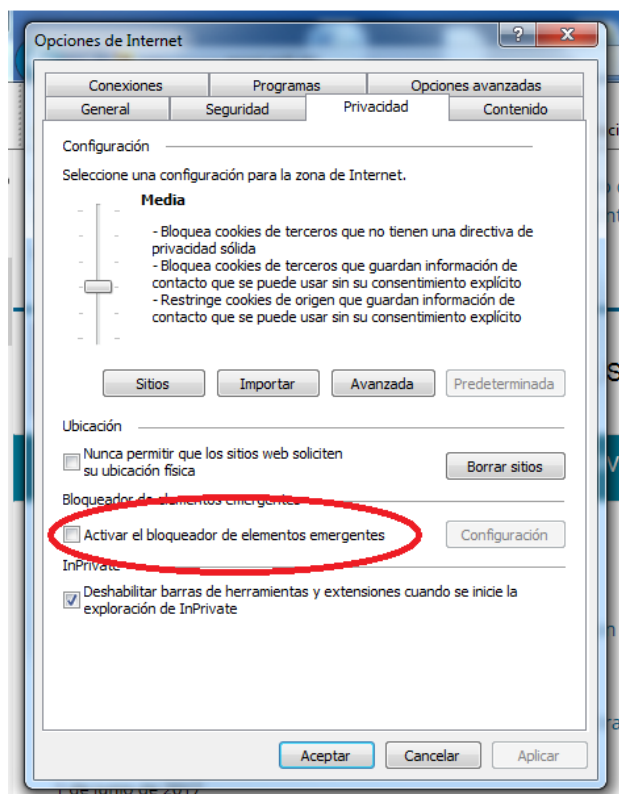 Opciones de Internet
?
X
Conexiones
Programas
Opciones avanzadas
General
Seguridad
Privacidad
Contenido
Configuración
Seleccione una configuración para la zona de Internet.
Media
- Bloquea cookies de terceros que no tienen una directiva de
privacidad sólida
- Bloquea cookies de terceros que guardan información de
contacto que se puede usar sin su consentimiento explícito
- Restringe cookies de origen que guardan información de
contacto que se puede usar sin su consentimiento explícito
Sitios
Importar
Avanzada
Predeterminada
Ubicación
Nunca permitir que los sitios web soliciten
su ubicación física
Borrar sitios
Bloqueador de elementos emergentes
Activar el bloqueador de elementos emergentes
Configuración
InPrivate
Deshabilitar barras de herramientas y extensiones cuando se inicie la
exploración de InPrivate
Aceptar
Cancelar
Aplicar